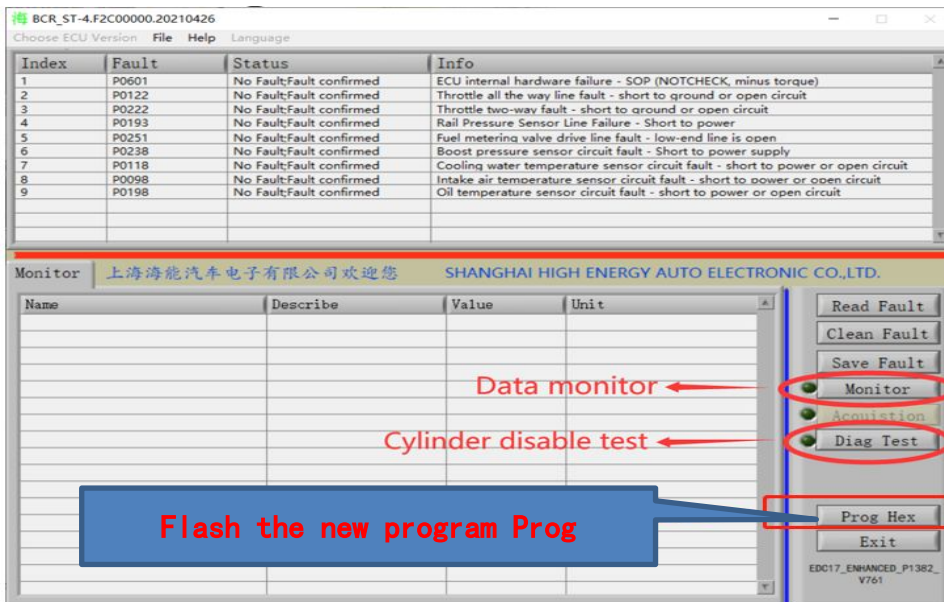 海 BCR_ST-4.F2C00000.20210426
Choose ECU Version File Help Language
Index Fault Status Info
1 P0601 No Fault;Fault confirmed ECU internal hardware failure - SOP (NOTCHECK, minus torque)
2 P0122 No Fault;Fault confirmed Throttle all the way line fault - short to ground or open circuit
3 P0222 No Fault;Fault confirmed Throttle two-way fault - short to ground or open circuit
4 P0193 No Fault;Fault confirmed Rail Pressure Sensor Line Failure - Short to power
5 P0251 No Fault;Fault confirmed Fuel metering valve drive line fault - low-end line is open
6 P0238 No Fault;Fault confirmed Boost pressure sensor circuit fault - Short to power supply
7 P0118 No Fault;Fault confirmed Cooling water temperature sensor circuit fault - short to power or open circuit
8 P0098 No Fault;Fault confirmed Intake air temperature sensor circuit fault - short to power or open circuit
9 P0198 No Fault;Fault confirmed Oil temperature sensor circuit fault - short to power or open circuit
Monitor 上海海能汽车电子有限公司欢迎您 SHANGHAI HIGH ENERGY AUTO ELECTRONIC CO.,LTD.
Name Describe Value Unit
Read Fault
Clean Fault
Save Fault
Data monitor Monitor
Acquistion
Cylinder disable test Diag Test
Flash the new program Prog
Prog Hex
Exit
EDC17_ENHANCED_P1382_
V761